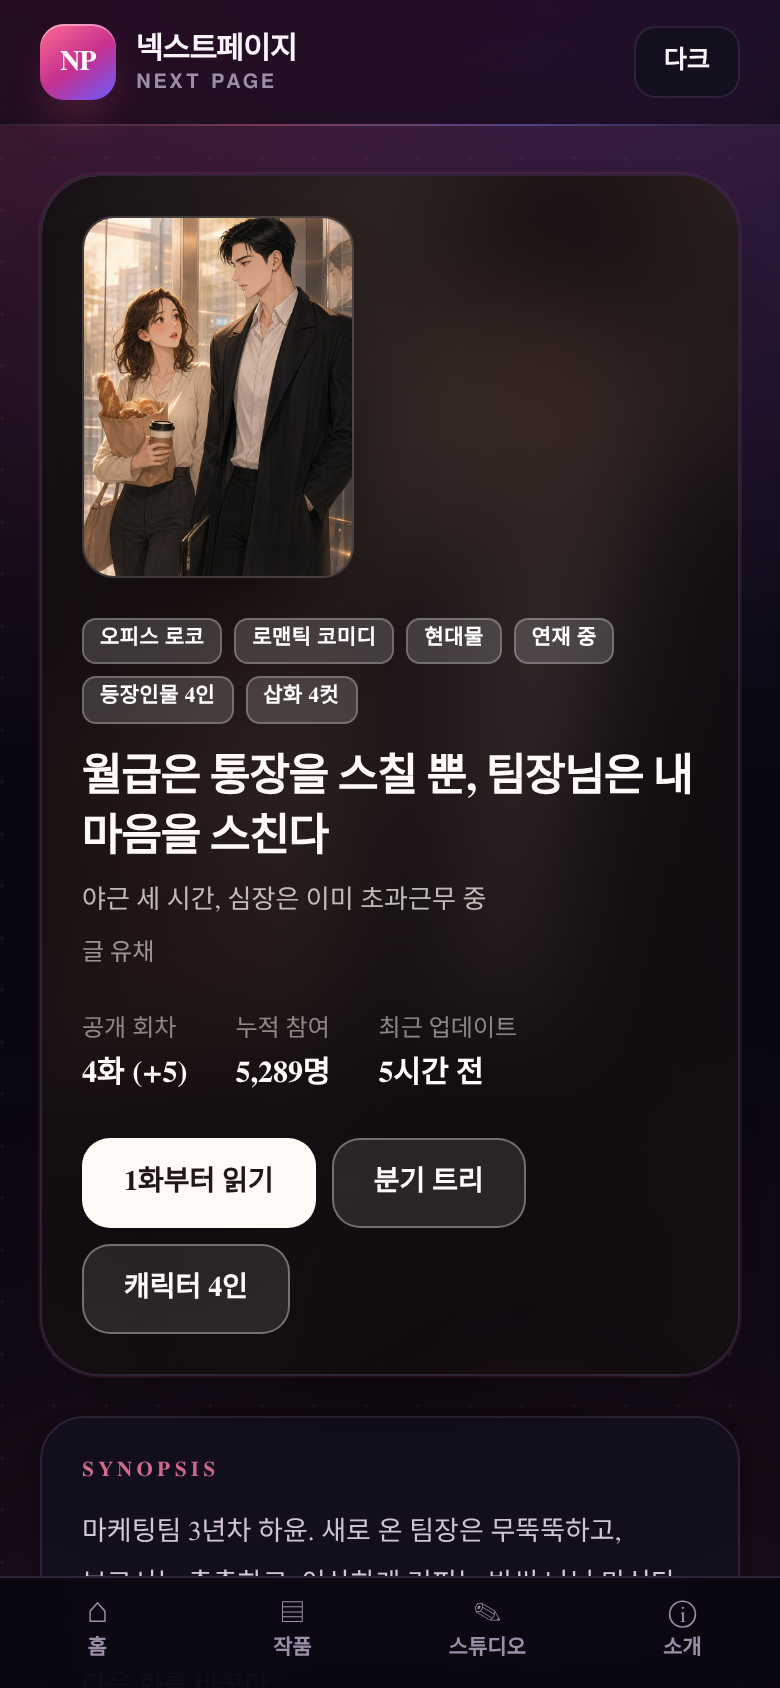 NP
넥스트페이지
NEXT PAGE
다크
오피스 로코
로맨틱 코미디
현대물
연재 중
등장인물 4인
삽화 4컷
월급은 통장을 스칠 뿐, 팀장님은 내
마음을 스친다
야근 세 시간, 심장은 이미 초과근무 중
글 유채
공개 회차
누적 참여
최근 업데이트
4화 (+5)
5,289명
5시간 전
1화부터 읽기
분기 트리
캐릭터 4인
SYNOPSIS
마케팅팀 3년차 하윤. 새로 온 팀장은 무뚝뚝하고,
홈
작품
스튜디오
소개